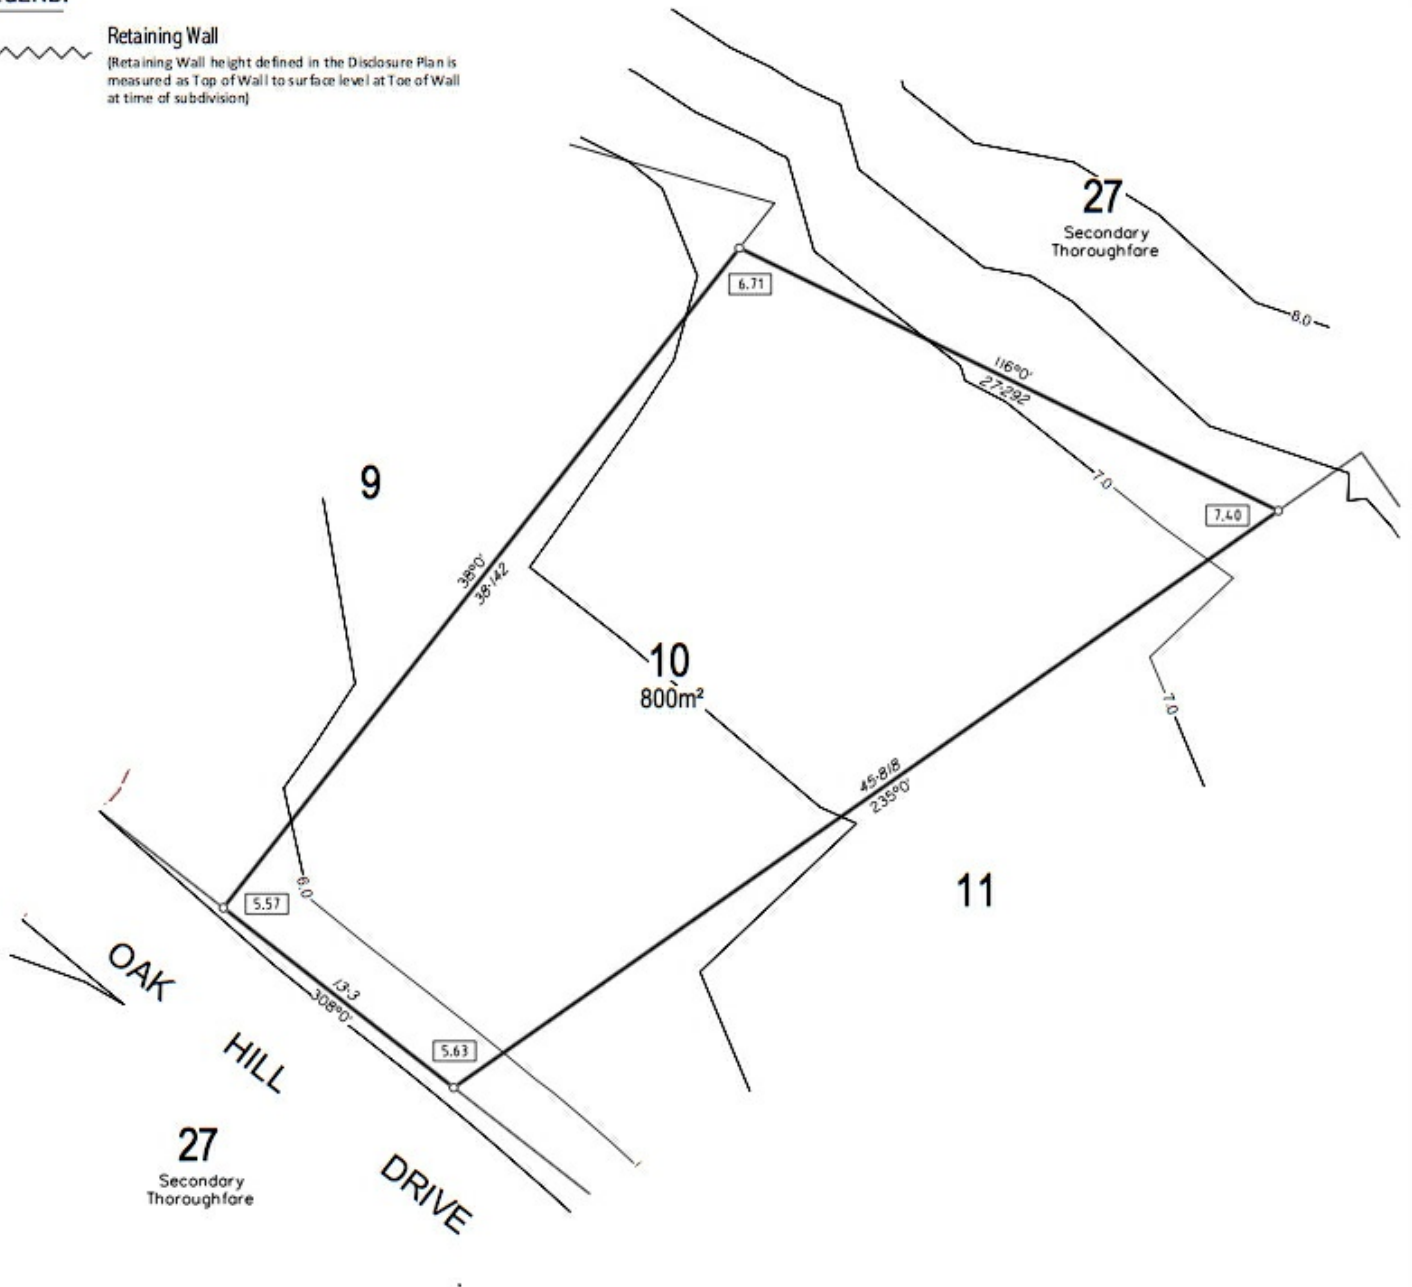 Retaining Wall
(Retaining Wall height defined in the Disclosure Plan is
measured as Top of Wall to surface level at Toe of Wall
at time of subdivision)
27
Secondary
Thoroughfare
6.71
8.0
116°0'
27·292
7.0
7.40
9
38°0'
38·142
10
800m²
7.0
45·818
235°0'
11
6.0
5.57
13·3
308°0'
5.63
OAK
HILL
DRIVE
27
Secondary
Thoroughfare